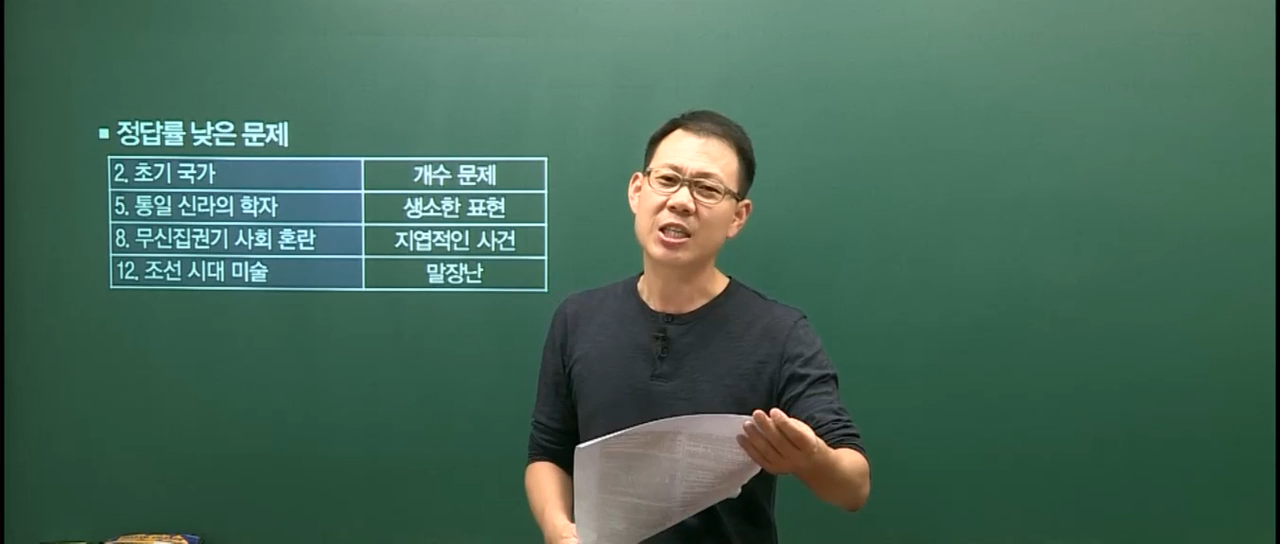 ▪ 정답률 낮은 문제
2. 초기 국가 개수 문제
5. 통일 신라의 학자 생소한 표현
8. 무신집권기 사회 혼란 지엽적인 사건
12. 조선 시대 미술 말장난